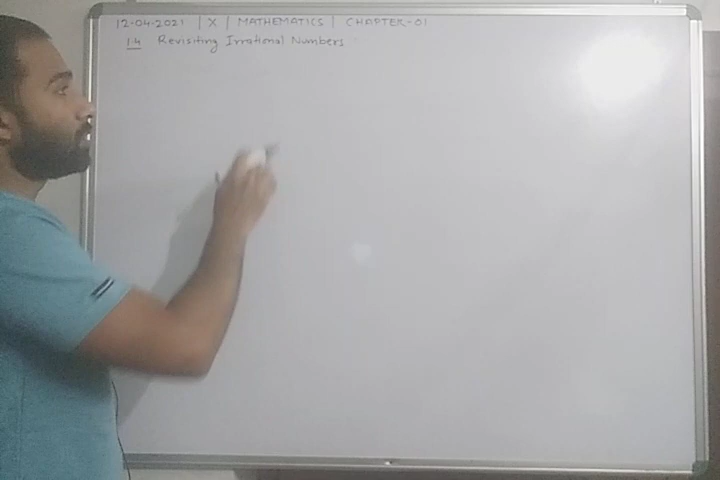 12-04-2021 | X | MATHEMATICS | CHAPTER-01
1.4 Revisiting Irrational Numbers